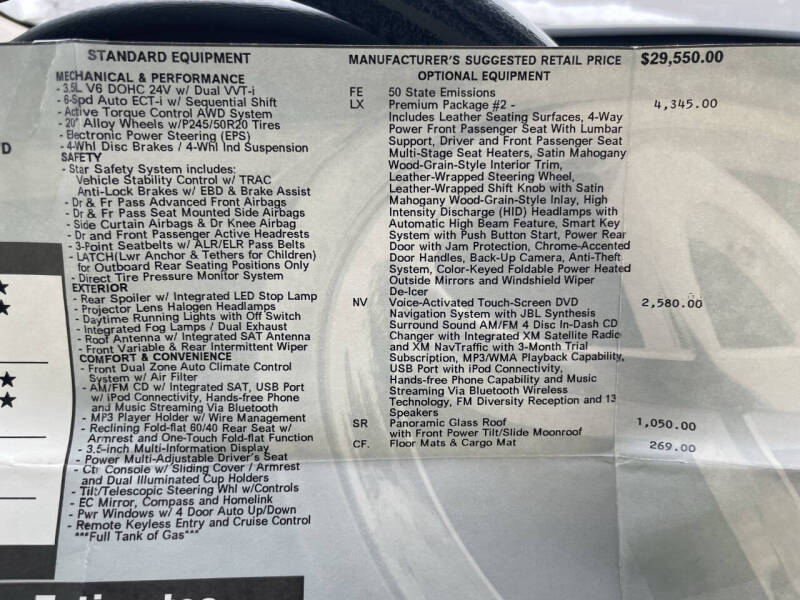 STANDARD EQUIPMENT
MECHANICAL & PERFORMANCE
- 3.5L V6 DOHC 24V w/ Dual VVT-i
- 6-Spd Auto ECT-i w/ Sequential Shift
- Active Torque Control AWD System
- 20" Alloy Wheels w/P245/50R20 Tires
- Electronic Power Steering (EPS)
- 4-Whl Disc Brakes / 4-Whl Ind Suspension
SAFETY
- Star Safety System includes:
Vehicle Stability Control w/ TRAC
Anti-Lock Brakes w/ EBD & Brake Assist
- Dr & Fr Pass Advanced Front Airbags
- Dr & Fr Pass Seat Mounted Side Airbags
- Side Curtain Airbags & Dr Knee Airbag
- Dr and Front Passenger Active Headrests
- 3-Point Seatbelts w/ ALR/ELR Pass Belts
- LATCH(Lwr Anchor & Tethers for Children)
for Outboard Rear Seating Positions Only
- Direct Tire Pressure Monitor System
EXTERIOR
- Rear Spoiler w/ Integrated LED Stop Lamp
- Projector Lens Halogen Headlamps
- Daytime Running Lights with Off Switch
- Integrated Fog Lamps / Dual Exhaust
- Roof Antenna w/ Integrated SAT Antenna
- Front Variable & Rear Intermittent Wiper
COMFORT & CONVENIENCE
- Front Dual Zone Auto Climate Control
System w/ Air Filter
- AM/FM CD w/ Integrated SAT, USB Port
w/ iPod Connectivity, Hands-free Phone
and Music Streaming Via Bluetooth
- MP3 Player Holder w/ Wire Management
- Reclining Fold-flat 60/40 Rear Seat w/
Armrest and One-Touch Fold-flat Function
- 3.5-inch Multi-Information Display
- Power Multi-Adjustable Driver's Seat
- Ctr Console w/ Sliding Cover / Armrest
and Dual Illuminated Cup Holders
- Tilt/Telescopic Steering Whl w/Controls
- EC Mirror, Compass and Homelink
- Pwr Windows w/ 4 Door Auto Up/Down
- Remote Keyless Entry and Cruise Control
***Full Tank of Gas***
MANUFACTURER'S SUGGESTED RETAIL PRICE $29,550.00
OPTIONAL EQUIPMENT
FE 50 State Emissions
LX Premium Package #2 - 4,345.00
Includes Leather Seating Surfaces, 4-Way
Power Front Passenger Seat With Lumbar
Support, Driver and Front Passenger Seat
Multi-Stage Seat Heaters, Satin Mahogany
Wood-Grain-Style Interior Trim,
Leather-Wrapped Steering Wheel,
Leather-Wrapped Shift Knob with Satin
Mahogany Wood-Grain-Style Inlay, High
Intensity Discharge (HID) Headlamps with
Automatic High Beam Feature, Smart Key
System with Push Button Start, Power Rear
Door with Jam Protection, Chrome-Accented
Door Handles, Back-Up Camera, Anti-Theft
System, Color-Keyed Foldable Power Heated
Outside Mirrors and Windshield Wiper
De-Icer
NV Voice-Activated Touch-Screen DVD 2,580.00
Navigation System with JBL Synthesis
Surround Sound AM/FM 4 Disc In-Dash CD
Changer with Integrated XM Satellite Radio
and XM NavTraffic with 3-Month Trial
Subscription, MP3/WMA Playback Capability,
USB Port with iPod Connectivity,
Hands-free Phone Capability and Music
Streaming Via Bluetooth Wireless
Technology, FM Diversity Reception and 13
Speakers
SR Panoramic Glass Roof 1,050.00
with Front Power Tilt/Slide Moonroof
CF. Floor Mats & Cargo Mat 269.00